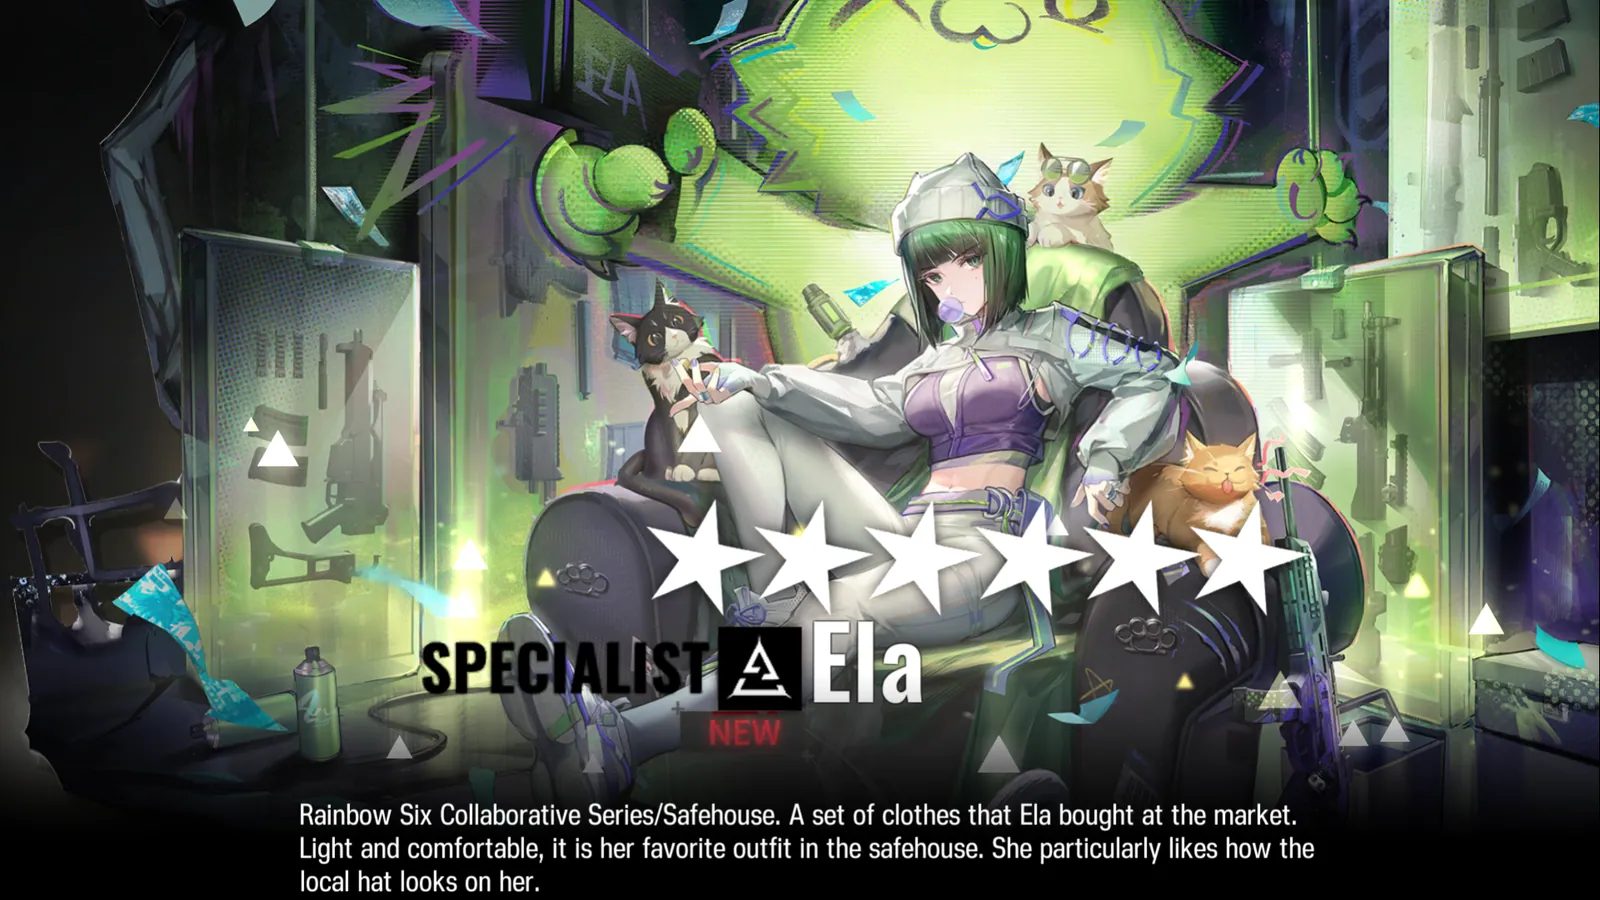 ELA
SPECIALIST Ela
NEW
Rainbow Six Collaborative Series/Safehouse. A set of clothes that Ela bought at the market.
Light and comfortable, it is her favorite outfit in the safehouse. She particularly likes how the
local hat looks on her.